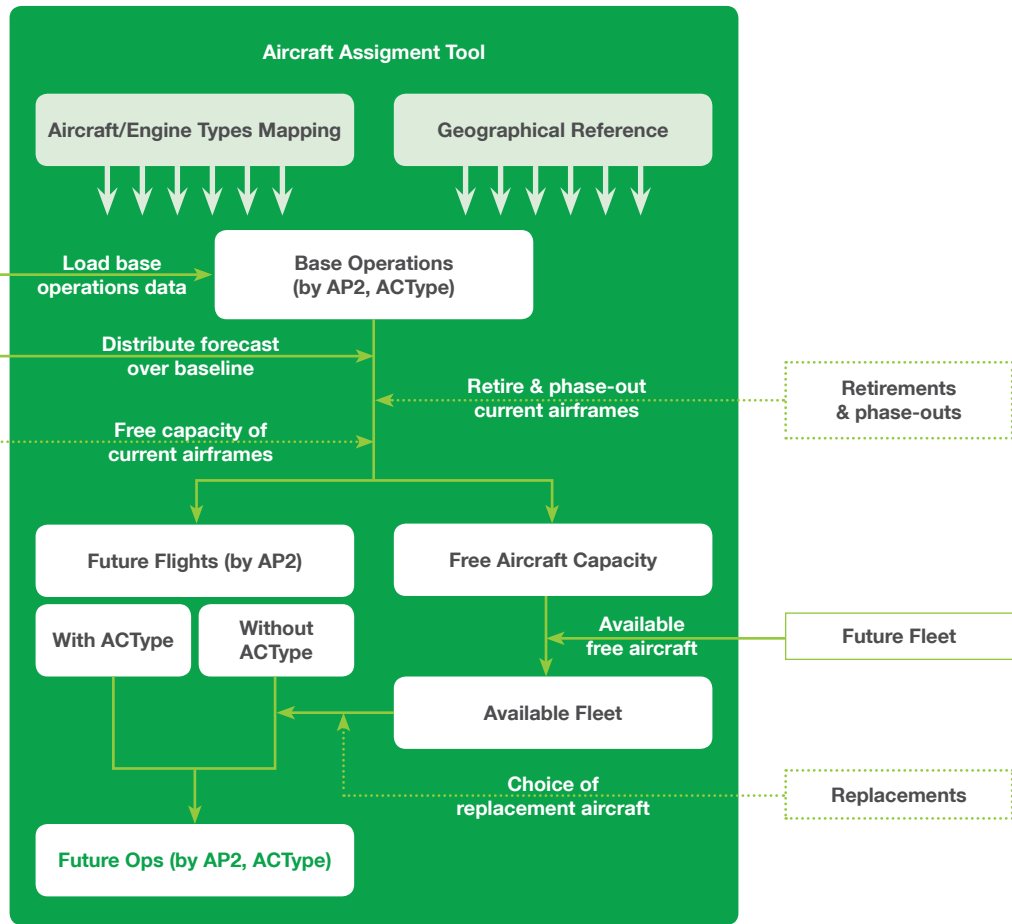 Aircraft Assigment Tool
Aircraft/Engine Types Mapping
Geographical Reference
Load base
operations data
Base Operations
(by AP2, ACType)
Distribute forecast
over baseline
Retire & phase-out
current airframes
Retirements
& phase-outs
Free capacity of
current airframes
Future Flights (by AP2)
Free Aircraft Capacity
With ACType
Without
ACType
Available
free aircraft
Future Fleet
Available Fleet
Choice of
replacement aircraft
Replacements
Future Ops (by AP2, ACType)